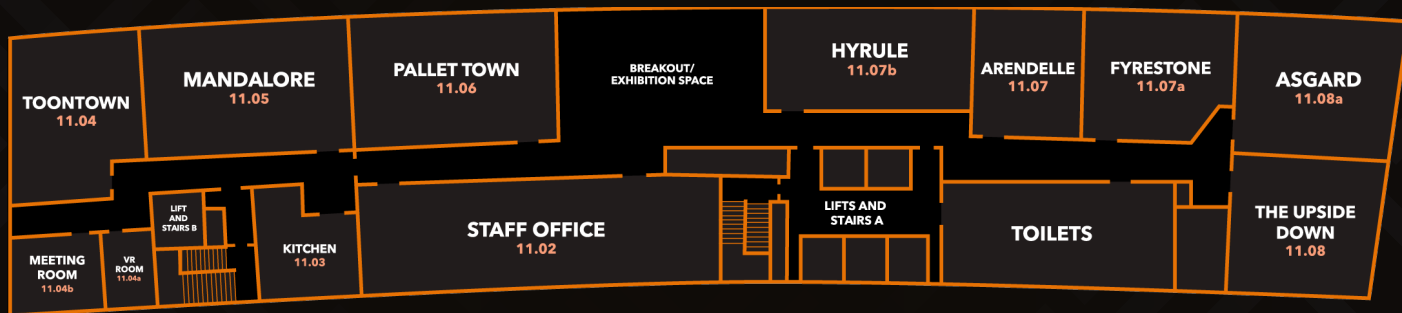 TOONTOWN
11.04
MANDALORE
11.05
PALLET TOWN
11.06
BREAKOUT/
EXHIBITION SPACE
HYRULE
11.07b
ARENDELLE
11.07
FYRESTONE
11.07a
ASGARD
11.08a
MEETING
ROOM
11.04b
VR
ROOM
11.04a
LIFT
AND
STAIRS B
KITCHEN
11.03
STAFF OFFICE
11.02
LIFTS AND
STAIRS A
TOILETS
THE UPSIDE
DOWN
11.08